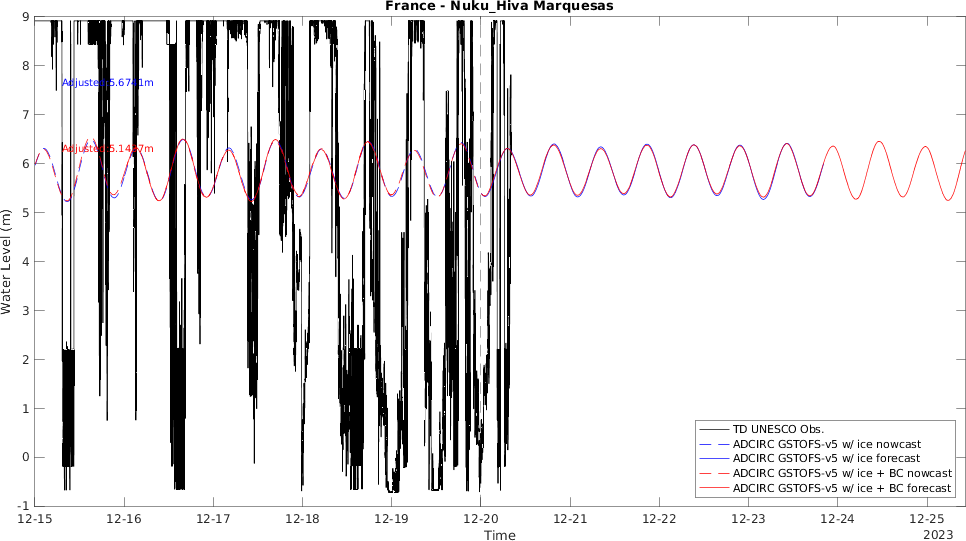 France - Nuku_Hiva Marquesas
Water Level (m)
9
8
7
6
5
4
3
2
1
0
-1
Adjusted 5.6741m
TD UNESCO Obs.
ADCIRC GSTOFS-v5 w/ ice nowcast
ADCIRC GSTOFS-v5 w/ ice forecast
ADCIRC GSTOFS-v5 w/ ice + BC nowcast
ADCIRC GSTOFS-v5 w/ ice + BC forecast
12-15
12-16
12-17
12-18
12-19
12-20
12-21
12-22
12-23
12-24
12-25
Time
2023